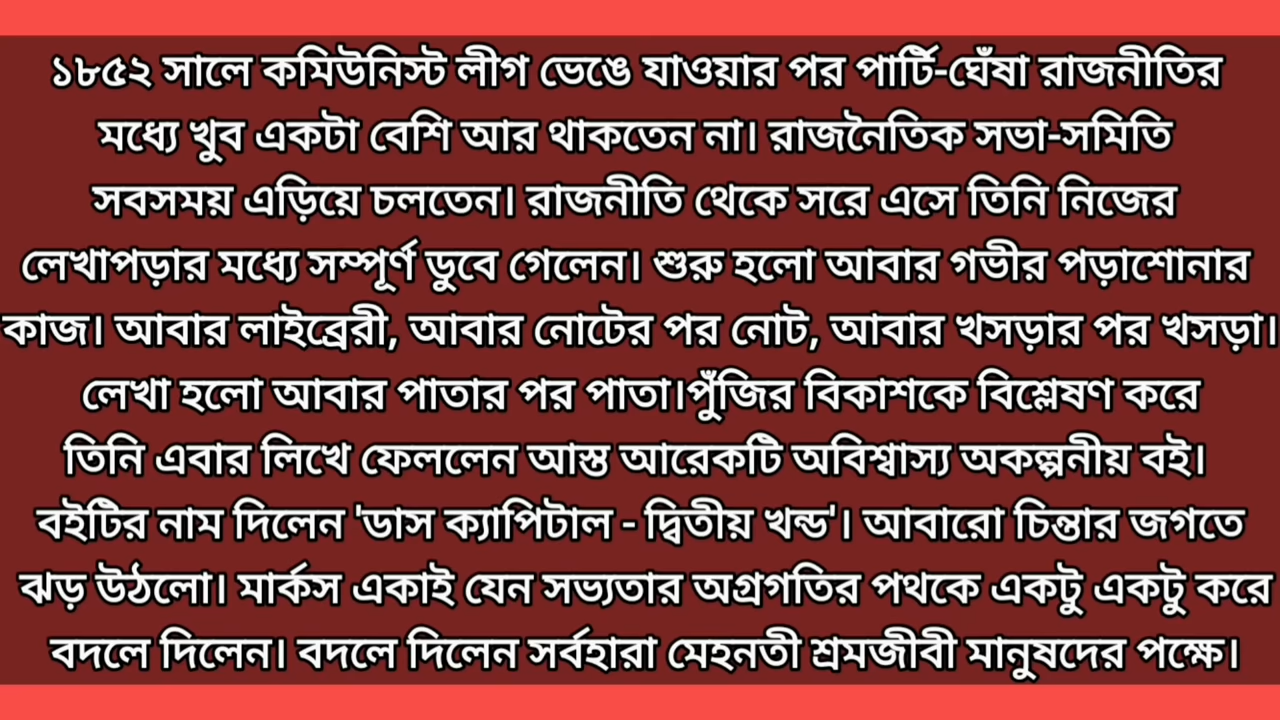 ১৮৫২ সালে কমিউনিস্ট লীগ ভেঙে যাওয়ার পর পার্টি-ঘেঁষা রাজনীতির
মধ্যে খুব একটা বেশি আর থাকতেন না। রাজনৈতিক সভা-সমিতি
সবসময় এড়িয়ে চলতেন। রাজনীতি থেকে সরে এসে তিনি নিজের
লেখাপড়ার মধ্যে সম্পূর্ণ ডুবে গেলেন। শুরু হলো আবার গভীর পড়াশোনার
কাজ। আবার লাইব্রেরী, আবার নোটের পর নোট, আবার খসড়ার পর খসড়া।
লেখা হলো আবার পাতার পর পাতা।পুঁজির বিকাশকে বিশ্লেষণ করে
তিনি এবার লিখে ফেললেন আস্ত আরেকটি অবিশ্বাস্য অকল্পনীয় বই।
বইটির নাম দিলেন 'ডাস ক্যাপিটাল - দ্বিতীয় খন্ড'। আবারো চিন্তার জগতে
ঝড় উঠলো। মার্কস একাই যেন সভ্যতার অগ্রগতির পথকে একটু একটু করে
বদলে দিলেন। বদলে দিলেন সর্বহারা মেহনতী শ্রমজীবী মানুষদের পক্ষে।